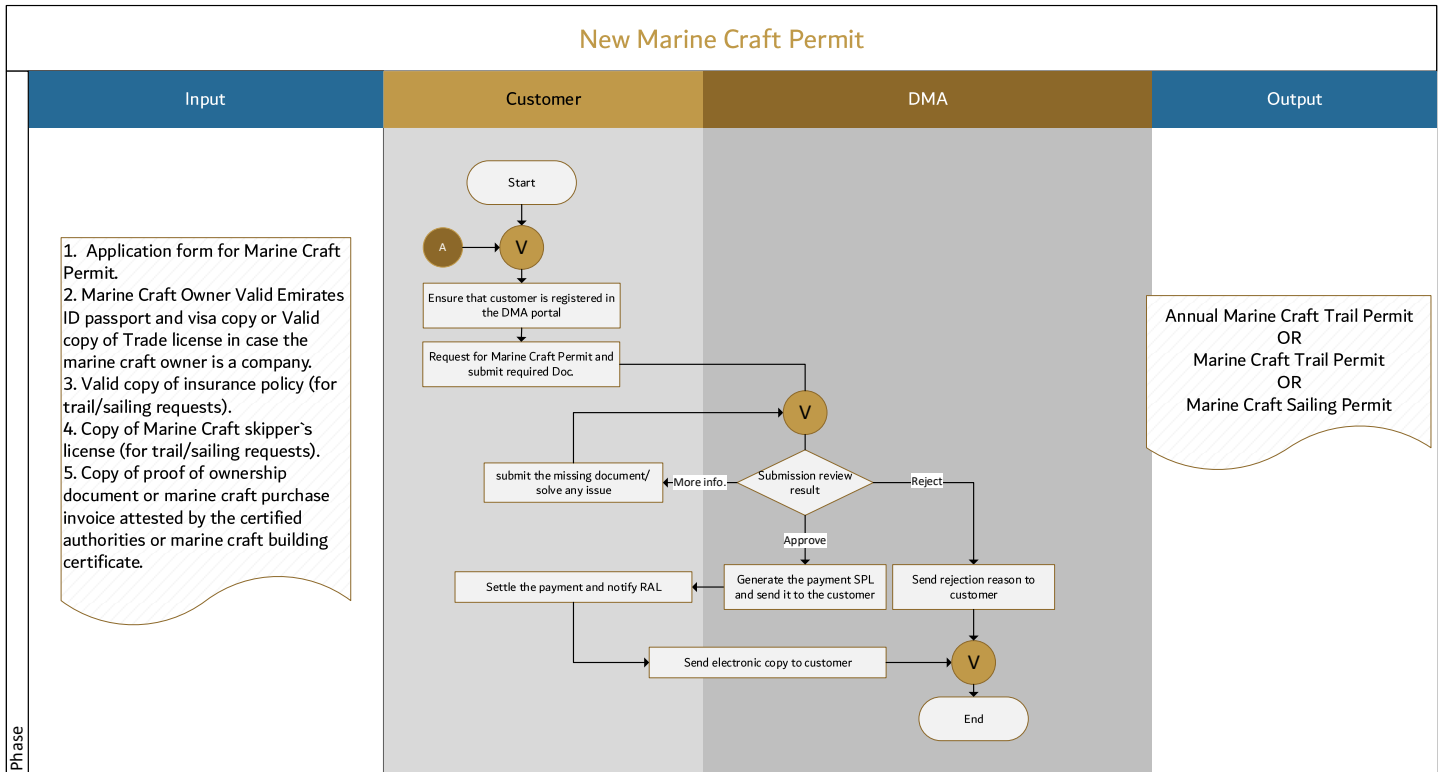 New Marine Craft Permit
Input
Customer
DMA
Output
Phase
1.  Application form for Marine Craft
Permit.
2. Marine Craft Owner Valid Emirates
ID passport and visa copy or Valid
copy of Trade license in case the
marine craft owner is a company.
3. Valid copy of insurance policy (for
trail/sailing requests).
4. Copy of Marine Craft skipper`s
license (for trail/sailing requests).
5. Copy of proof of ownership
document or marine craft purchase
invoice attested by the certified
authorities or marine craft building
certificate.
Start
A
V
Ensure that customer is registered in
the DMA portal
Request for Marine Craft Permit and
submit required Doc.
V
submit the missing document/
solve any issue
More info.
Submission review
result
Reject
Approve
Settle the payment and notify RAL
Generate the payment SPL
and send it to the customer
Send rejection reason to
customer
Send electronic copy to customer
V
End
Annual Marine Craft Trail Permit
OR
Marine Craft Trail Permit
OR
Marine Craft Sailing Permit